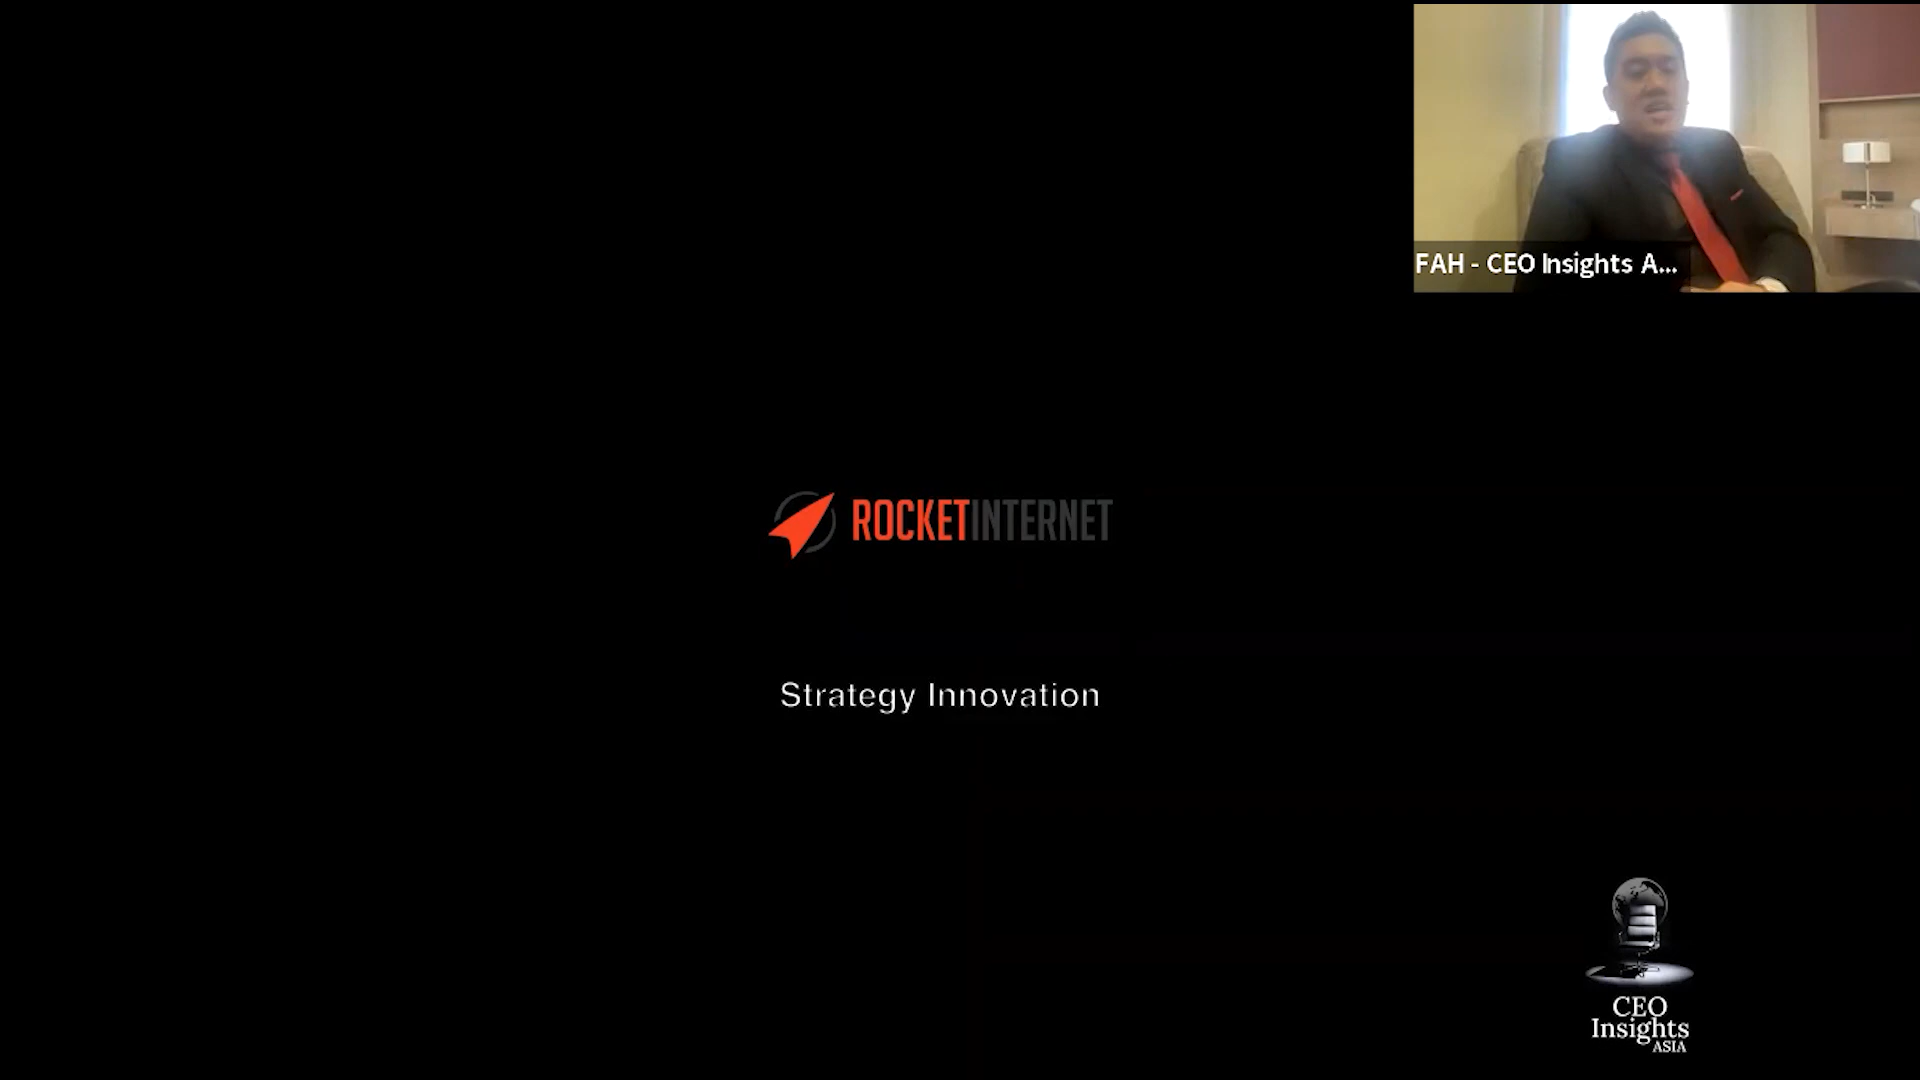 FAH - CEO Insights A...
ROCKETINTERNET
Strategy Innovation
CEO
Insights
ASIA